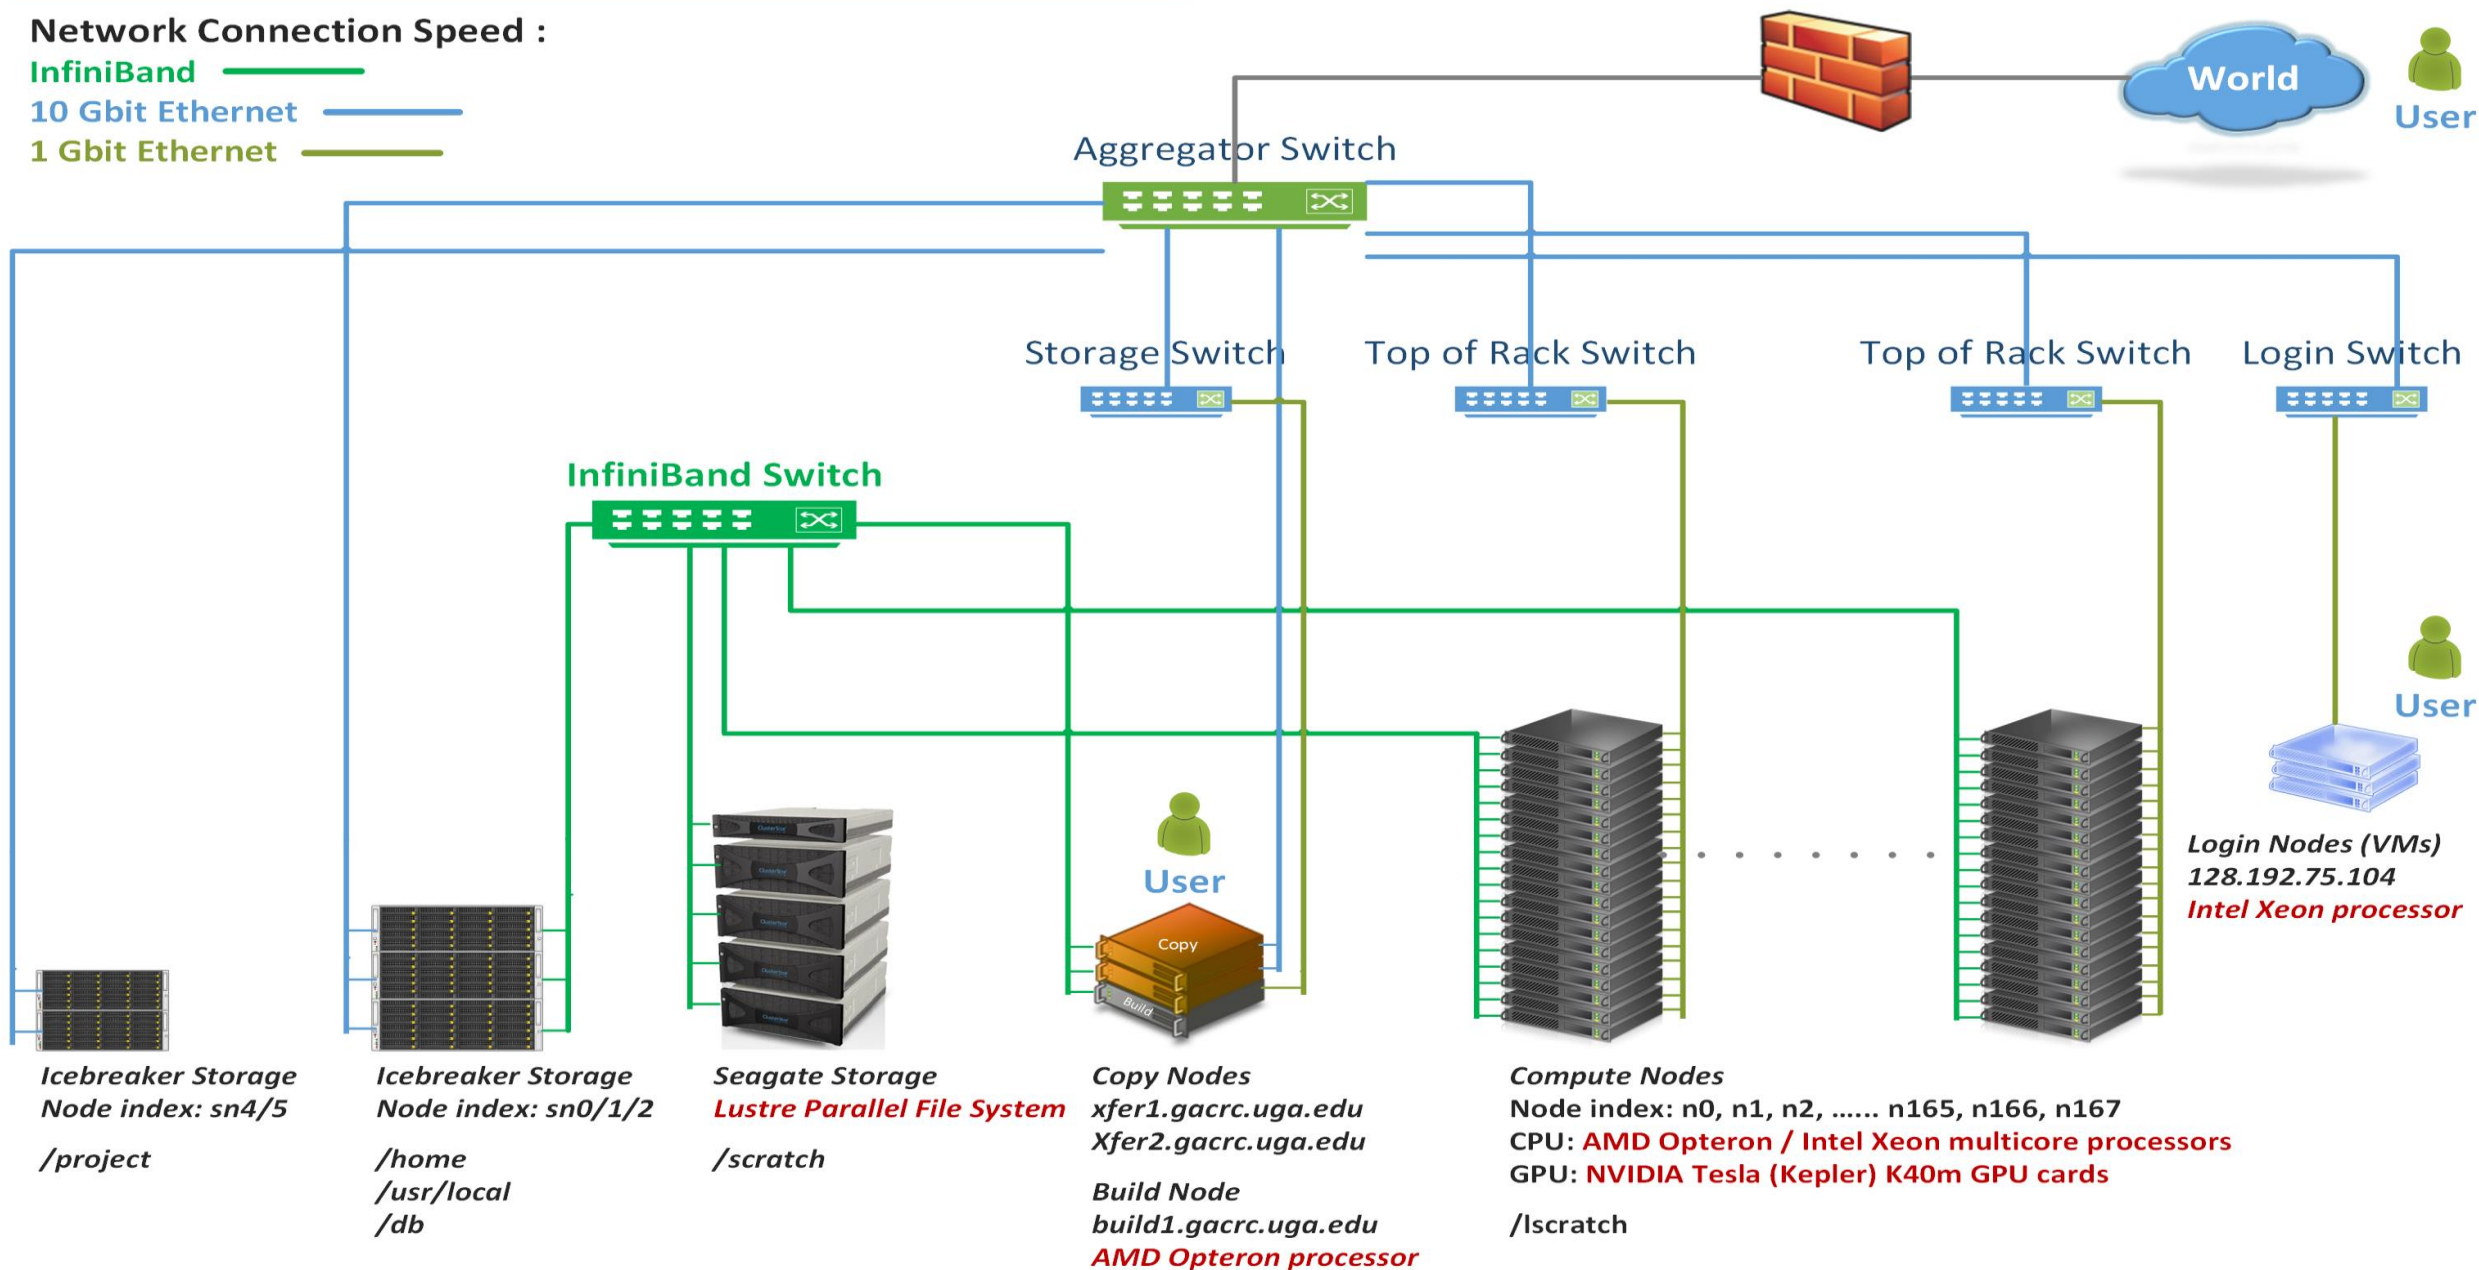 Network Connection Speed :
InfiniBand
10 Gbit Ethernet
1 Gbit Ethernet
World
User
Aggregator Switch
Storage Switch
Top of Rack Switch
Top of Rack Switch
Login Switch
InfiniBand Switch
User
User
Copy
Build
Login Nodes (VMs)
128.192.75.104
Intel Xeon processor
Icebreaker Storage
Node index: sn4/5
/project
Icebreaker Storage
Node index: sn0/1/2
/home
/usr/local
/db
Seagate Storage
Lustre Parallel File System
/scratch
Copy Nodes
xfer1.gacrc.uga.edu
Xfer2.gacrc.uga.edu
Build Node
build1.gacrc.uga.edu
AMD Opteron processor
Compute Nodes
Node index: n0, n1, n2, …... n165, n166, n167
CPU: AMD Opteron / Intel Xeon multicore processors
GPU: NVIDIA Tesla (Kepler) K40m GPU cards
/lscratch